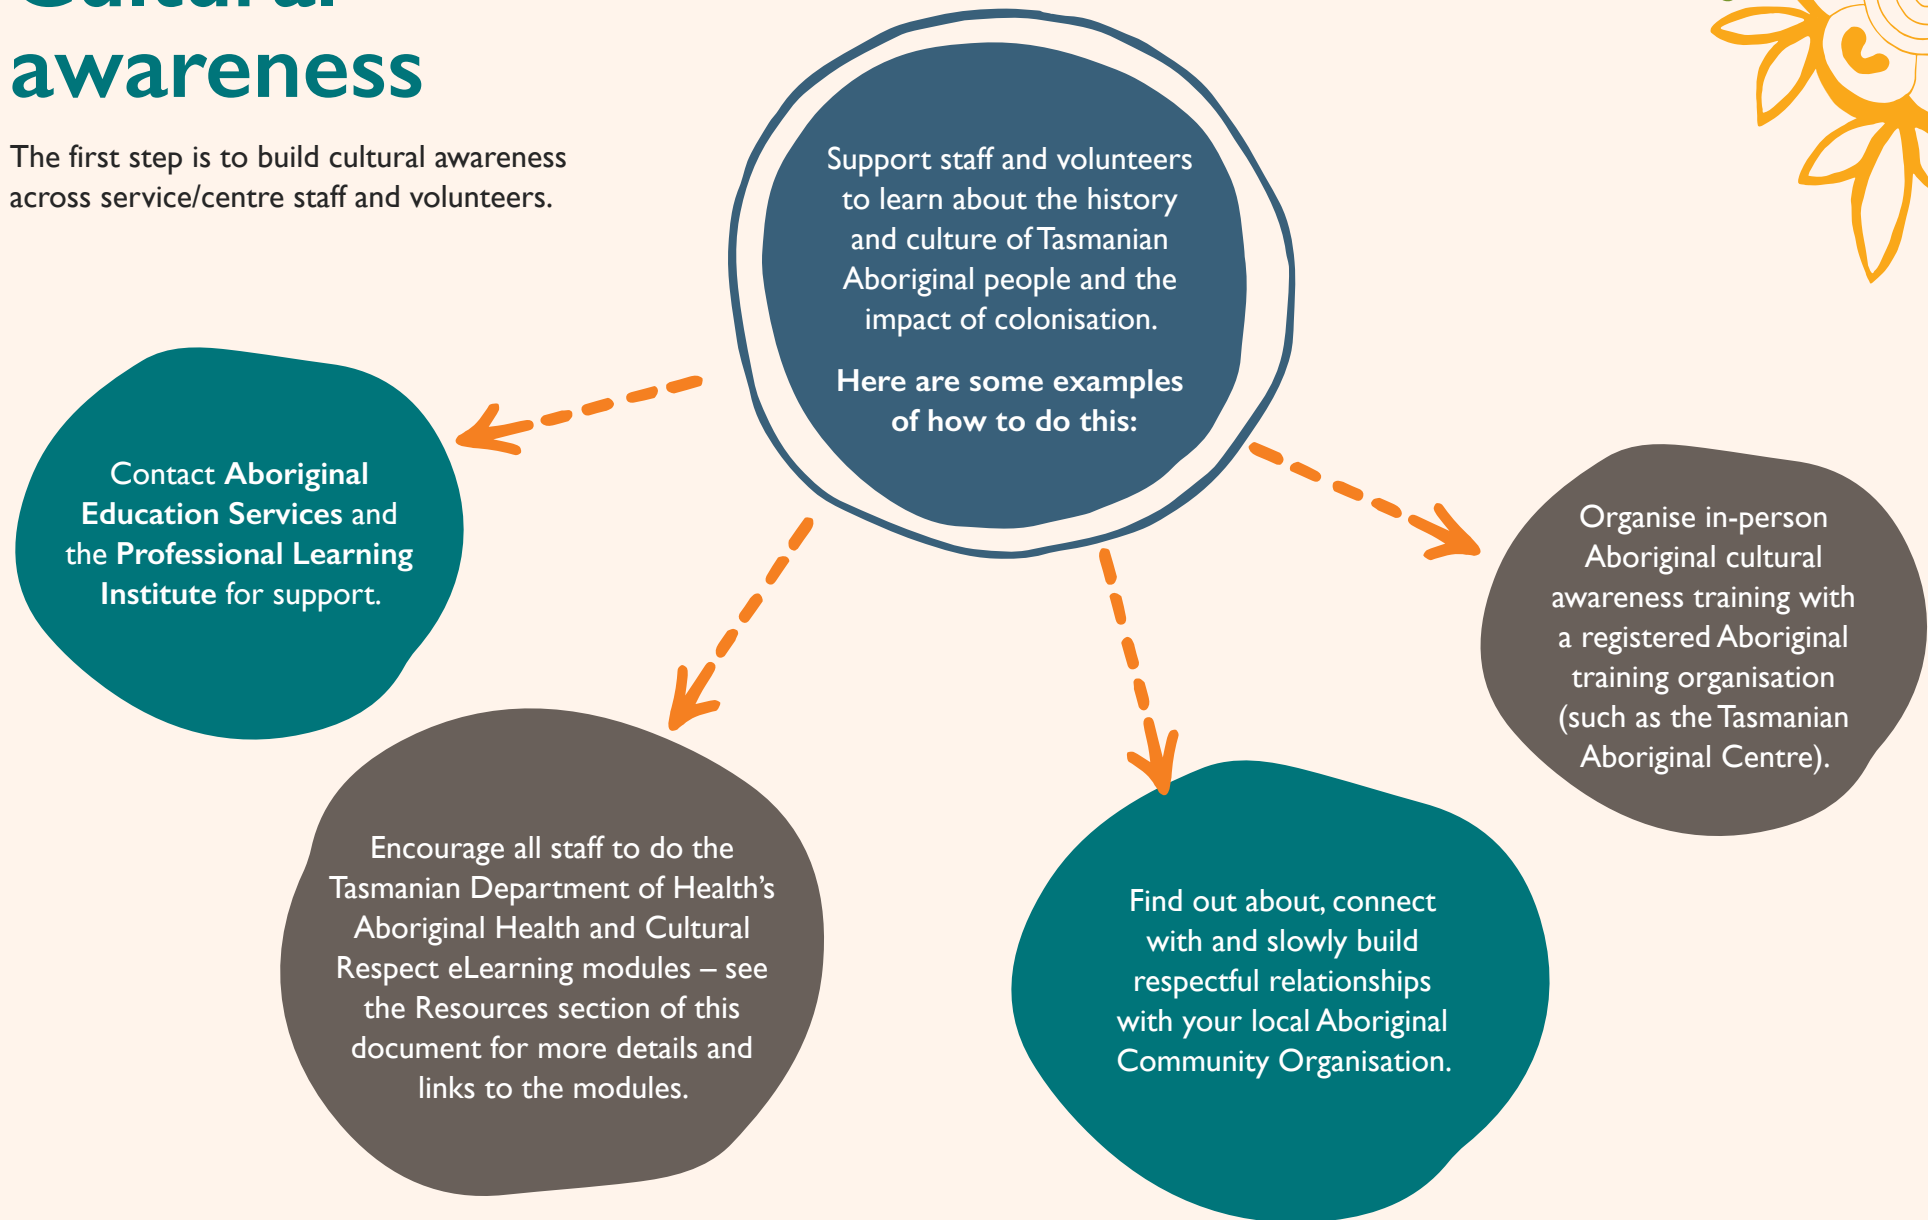 Cultural
awareness
The first step is to build cultural awareness
across service/centre staff and volunteers.
Support staff and volunteers
to learn about the history
and culture of Tasmanian
Aboriginal people and the
impact of colonisation.
Here are some examples
of how to do this:
Contact Aboriginal
Education Services and
the Professional Learning
Institute for support.
Encourage all staff to do the
Tasmanian Department of Health’s
Aboriginal Health and Cultural
Respect eLearning modules – see
the Resources section of this
document for more details and
links to the modules.
Find out about, connect
with and slowly build
respectful relationships
with your local Aboriginal
Community Organisation.
Organise in-person
Aboriginal cultural
awareness training with
a registered Aboriginal
training organisation
(such as the Tasmanian
Aboriginal Centre).